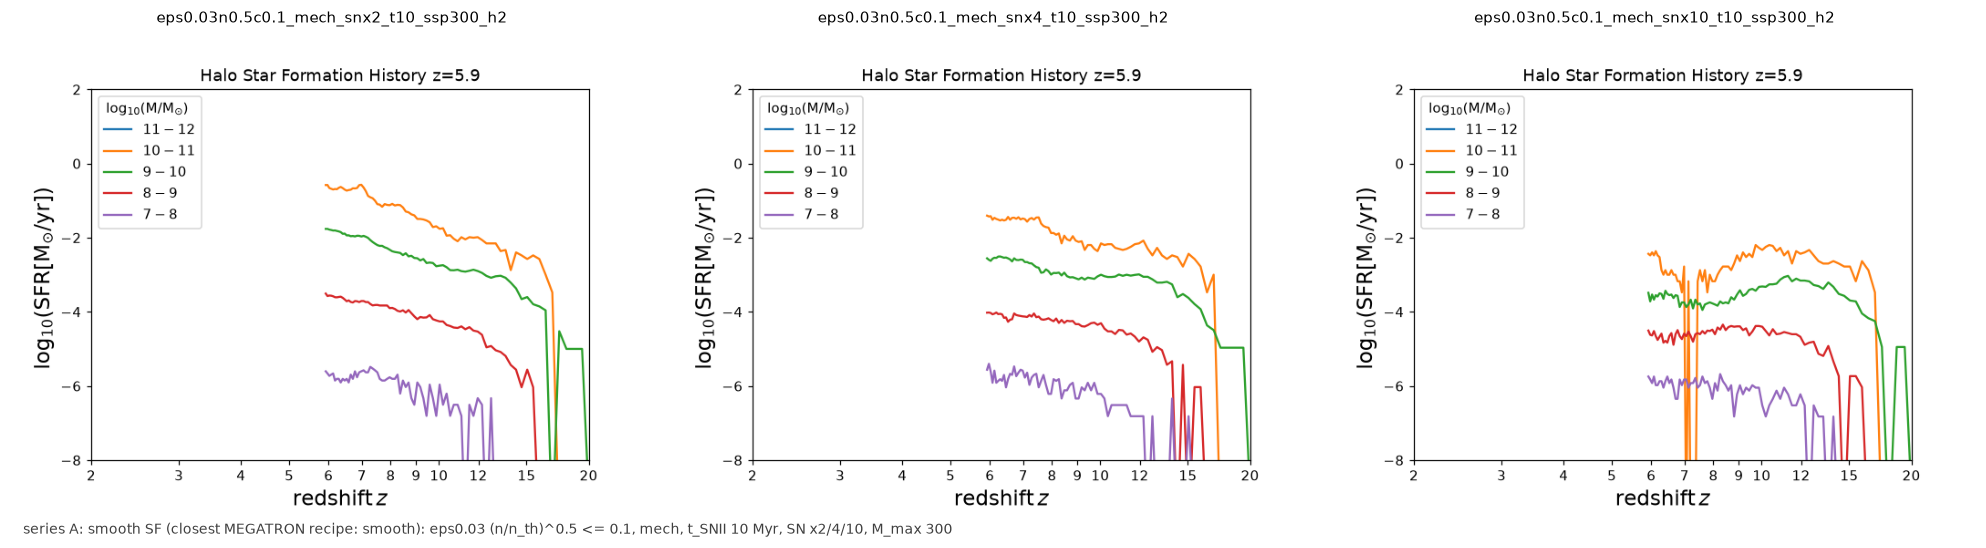 eps0.03n0.5c0.1_mech_snx2_t10_ssp300_h2
Halo Star Formation History z=5.9
log₁₀(M/M⊙)
11 − 12
10 − 11
9 − 10
8 − 9
7 − 8
log₁₀(SFR[M⊙/yr])
2
0
−2
−4
−6
−8
2 3 4 5 6 7 8 9 10 12 15 20
redshift z
eps0.03n0.5c0.1_mech_snx4_t10_ssp300_h2
Halo Star Formation History z=5.9
log₁₀(M/M⊙)
11 − 12
10 − 11
9 − 10
8 − 9
7 − 8
log₁₀(SFR[M⊙/yr])
2
0
−2
−4
−6
−8
2 3 4 5 6 7 8 9 10 12 15 20
redshift z
eps0.03n0.5c0.1_mech_snx10_t10_ssp300_h2
Halo Star Formation History z=5.9
log₁₀(M/M⊙)
11 − 12
10 − 11
9 − 10
8 − 9
7 − 8
log₁₀(SFR[M⊙/yr])
2
0
−2
−4
−6
−8
2 3 4 5 6 7 8 9 10 12 15 20
redshift z
series A: smooth SF (closest MEGATRON recipe: smooth): eps0.03 (n/n_th)^0.5 <= 0.1, mech, t_SNII 10 Myr, SN x2/4/10, M_max 300